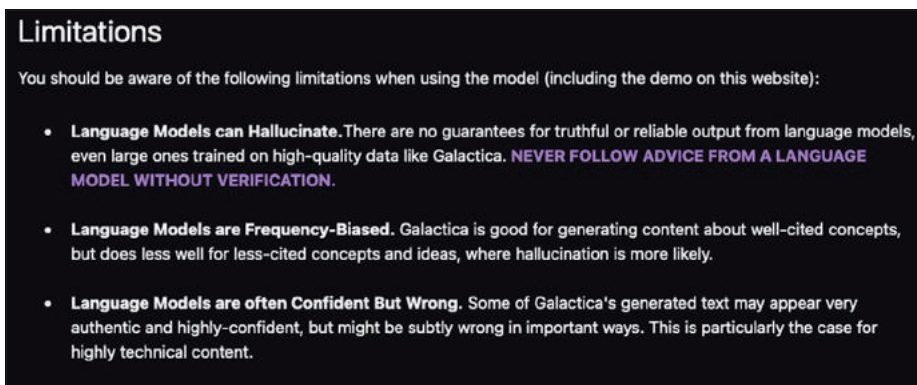 Limitations
You should be aware of the following limitations when using the model (including the demo on this website):
• Language Models can Hallucinate.There are no guarantees for truthful or reliable output from language models,
even large ones trained on high-quality data like Galactica. NEVER FOLLOW ADVICE FROM A LANGUAGE
MODEL WITHOUT VERIFICATION.
• Language Models are Frequency-Biased. Galactica is good for generating content about well-cited concepts,
but does less well for less-cited concepts and ideas, where hallucination is more likely.
• Language Models are often Confident But Wrong. Some of Galactica's generated text may appear very
authentic and highly-confident, but might be subtly wrong in important ways. This is particularly the case for
highly technical content.